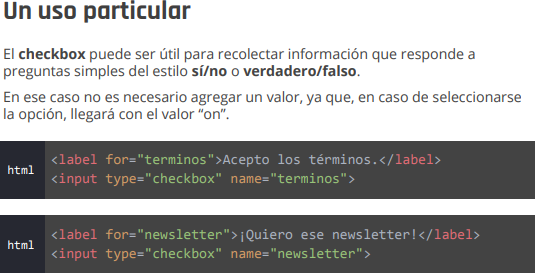 Un uso particular
El checkbox puede ser útil para recolectar información que responde a
preguntas simples del estilo sí/no o verdadero/falso.
En ese caso no es necesario agregar un valor, ya que, en caso de seleccionarse
la opción, llegará con el valor “on”.
html
<label for="terminos">Acepto los términos.</label>
<input type="checkbox" name="terminos">
html
<label for="newsletter">¡Quiero ese newsletter!</label>
<input type="checkbox" name="newsletter">